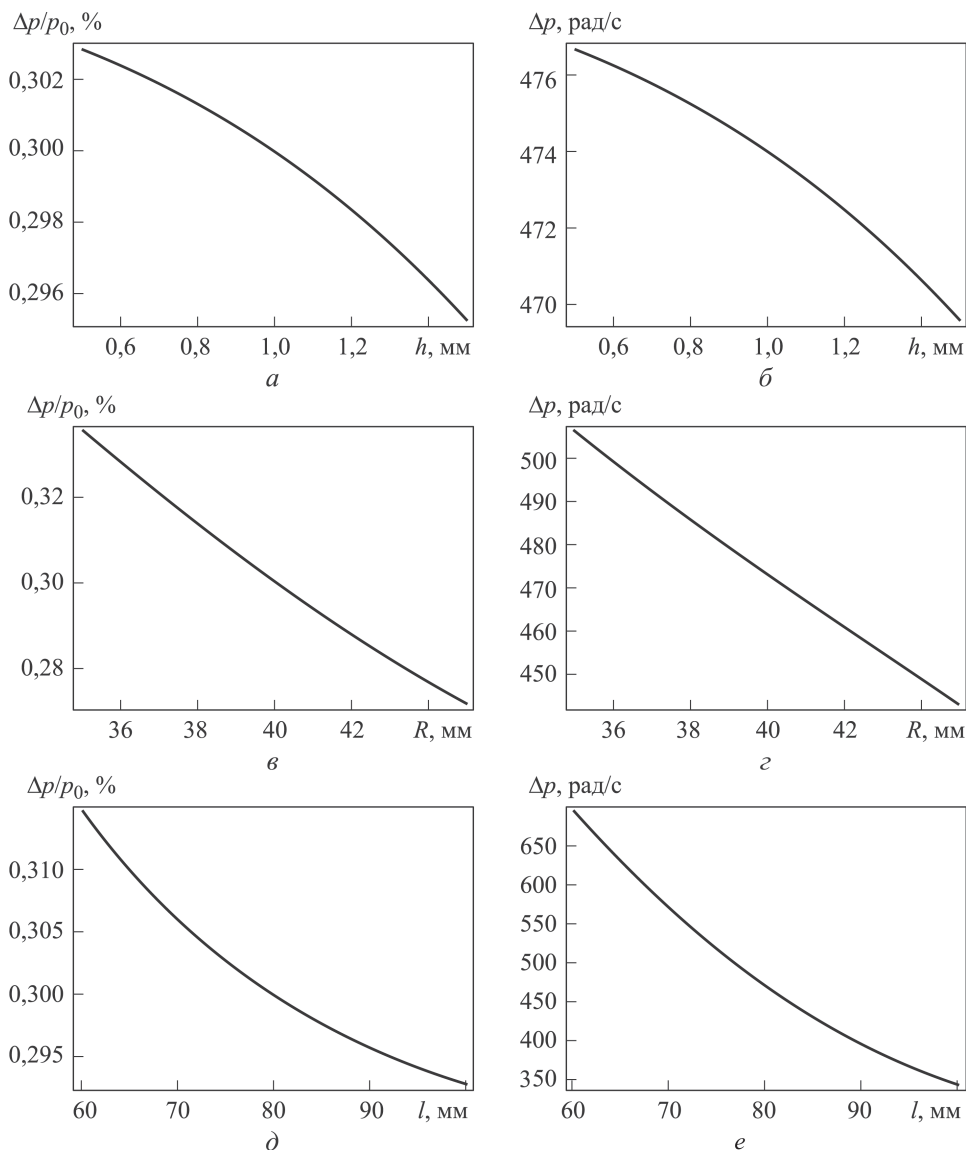 Δp/p₀, %
0,302
0,300
0,298
0,296
0,6 0,8 1,0 1,2 h, мм
а
Δp, рад/с
476
474
472
470
0,6 0,8 1,0 1,2 h, мм
б
Δp/p₀, %
0,32
0,30
0,28
36 38 40 42 R, мм
в
Δp, рад/с
500
490
480
470
460
450
36 38 40 42 R, мм
г
Δp/p₀, %
0,310
0,305
0,300
0,295
60 70 80 90 l, мм
д
Δp, рад/с
650
600
550
500
450
400
350
60 70 80 90 l, мм
е